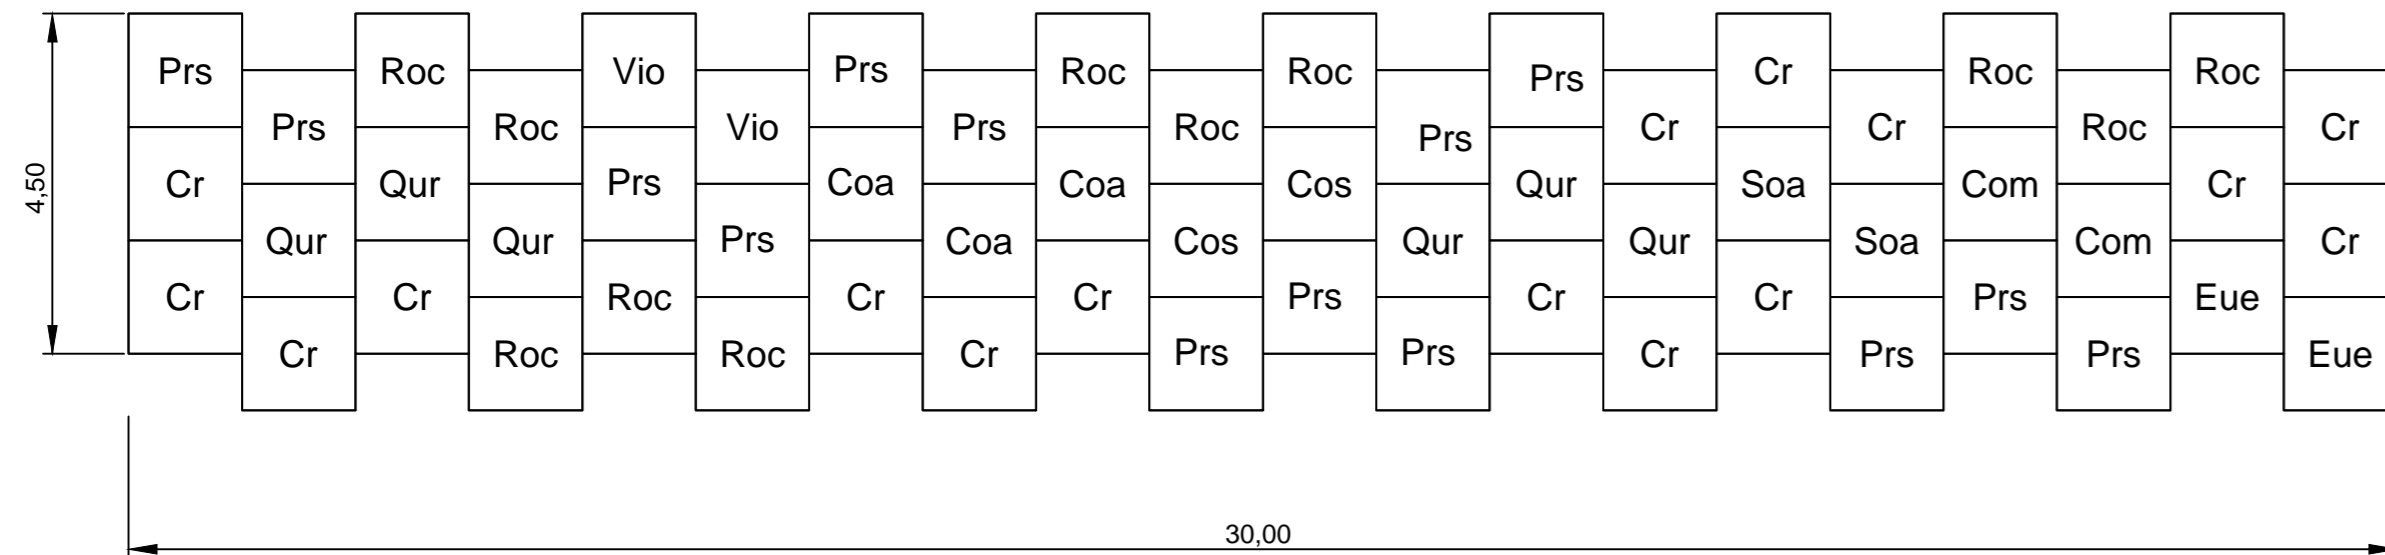 Prs Roc Vio Prs Roc Roc Prs Cr Roc Roc
Prs Roc Vio Prs Roc Prs Cr Cr Roc Cr
Cr Qur Prs Coa Coa Cos Qur Soa Com Cr
Qur Qur Prs Coa Cos Qur Qur Soa Com Cr
Cr Cr Roc Cr Cr Prs Cr Cr Prs Eue
Cr Roc Roc Cr Prs Prs Cr Prs Prs Eue
4,50
30,00